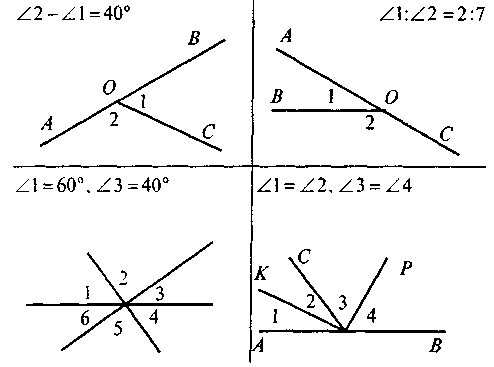 ∠2 − ∠1 = 40°
B
O
1
2
A
C
∠1 : ∠2 = 2 : 7
A
B
1
O
2
C
∠1 = 60°, ∠3 = 40°
2
1
3
6
5
4
∠1 = ∠2, ∠3 = ∠4
K
C
P
2
3
1
4
A
B